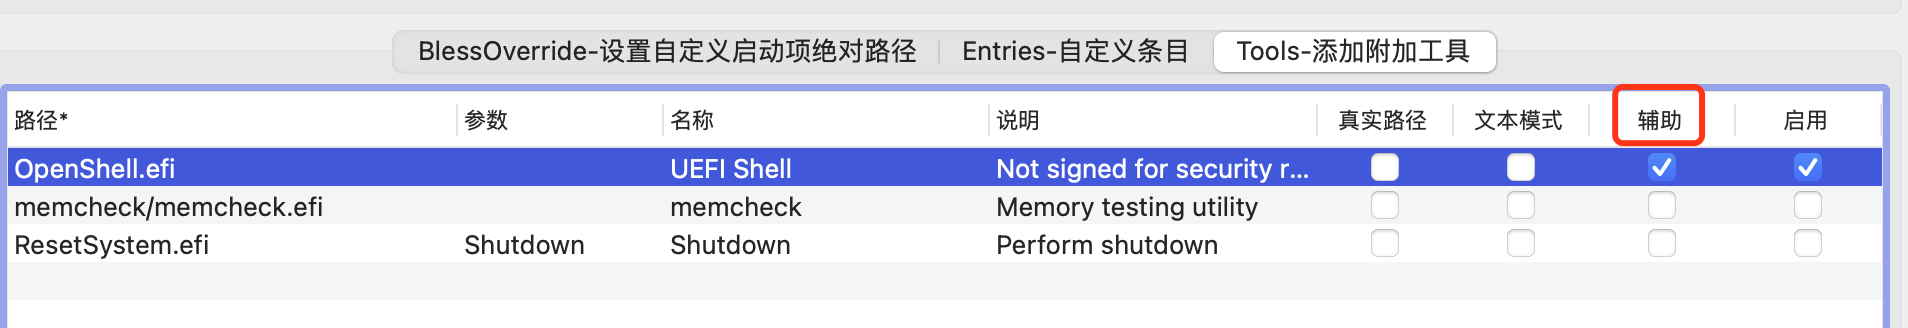 BlessOverride-设置自定义启动项绝对路径 Entries-自定义条目 Tools-添加附加工具
路径* 参数 名称 说明 真实路径 文本模式 辅助 启用
OpenShell.efi UEFI Shell Not signed for security r...
memcheck/memcheck.efi memcheck Memory testing utility
ResetSystem.efi Shutdown Shutdown Perform shutdown